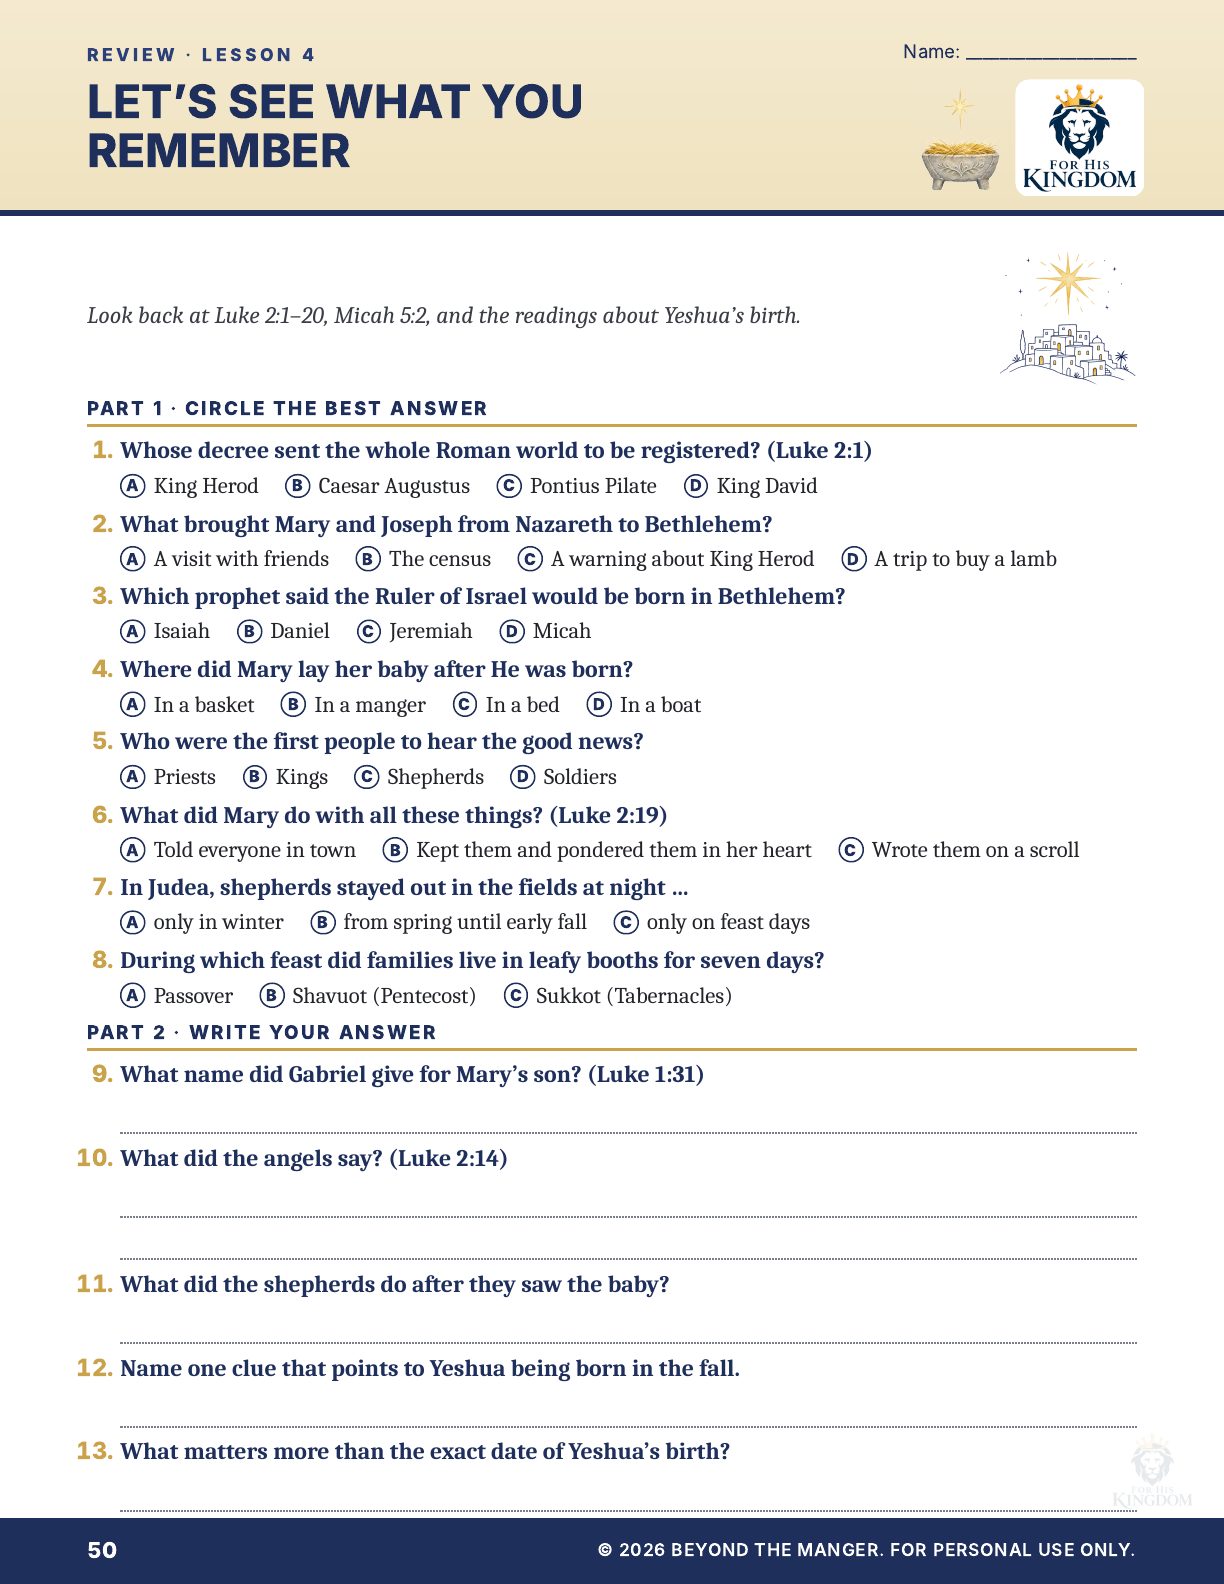 REVIEW · LESSON 4
Name: ___________________
LET’S SEE WHAT YOU
REMEMBER
FOR HIS
KINGDOM
Look back at Luke 2:1–20, Micah 5:2, and the readings about Yeshua’s birth.
PART 1 · CIRCLE THE BEST ANSWER
1. Whose decree sent the whole Roman world to be registered? (Luke 2:1)
A King Herod B Caesar Augustus C Pontius Pilate D King David
2. What brought Mary and Joseph from Nazareth to Bethlehem?
A A visit with friends B The census C A warning about King Herod D A trip to buy a lamb
3. Which prophet said the Ruler of Israel would be born in Bethlehem?
A Isaiah B Daniel C Jeremiah D Micah
4. Where did Mary lay her baby after He was born?
A In a basket B In a manger C In a bed D In a boat
5. Who were the first people to hear the good news?
A Priests B Kings C Shepherds D Soldiers
6. What did Mary do with all these things? (Luke 2:19)
A Told everyone in town B Kept them and pondered them in her heart C Wrote them on a scroll
7. In Judea, shepherds stayed out in the fields at night ...
A only in winter B from spring until early fall C only on feast days
8. During which feast did families live in leafy booths for seven days?
A Passover B Shavuot (Pentecost) C Sukkot (Tabernacles)
PART 2 · WRITE YOUR ANSWER
9. What name did Gabriel give for Mary’s son? (Luke 1:31)
10. What did the angels say? (Luke 2:14)
11. What did the shepherds do after they saw the baby?
12. Name one clue that points to Yeshua being born in the fall.
13. What matters more than the exact date of Yeshua’s birth?
FOR HIS
KINGDOM
50
© 2026 BEYOND THE MANGER. FOR PERSONAL USE ONLY.